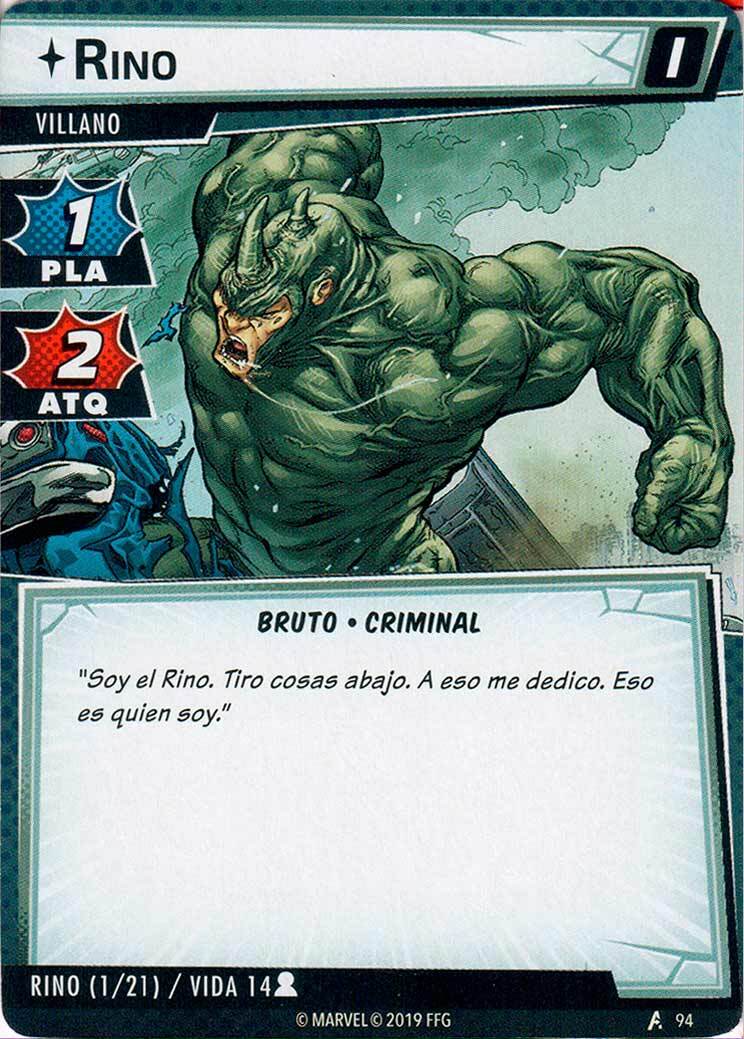 Rino
I
VILLANO
1
PLA
2
ATQ
BRUTO • CRIMINAL
"Soy el Rino. Tiro cosas abajo. A eso me dedico. Eso
es quien soy."
RINO (1/21) / VIDA 14
© MARVEL © 2019 FFG
94